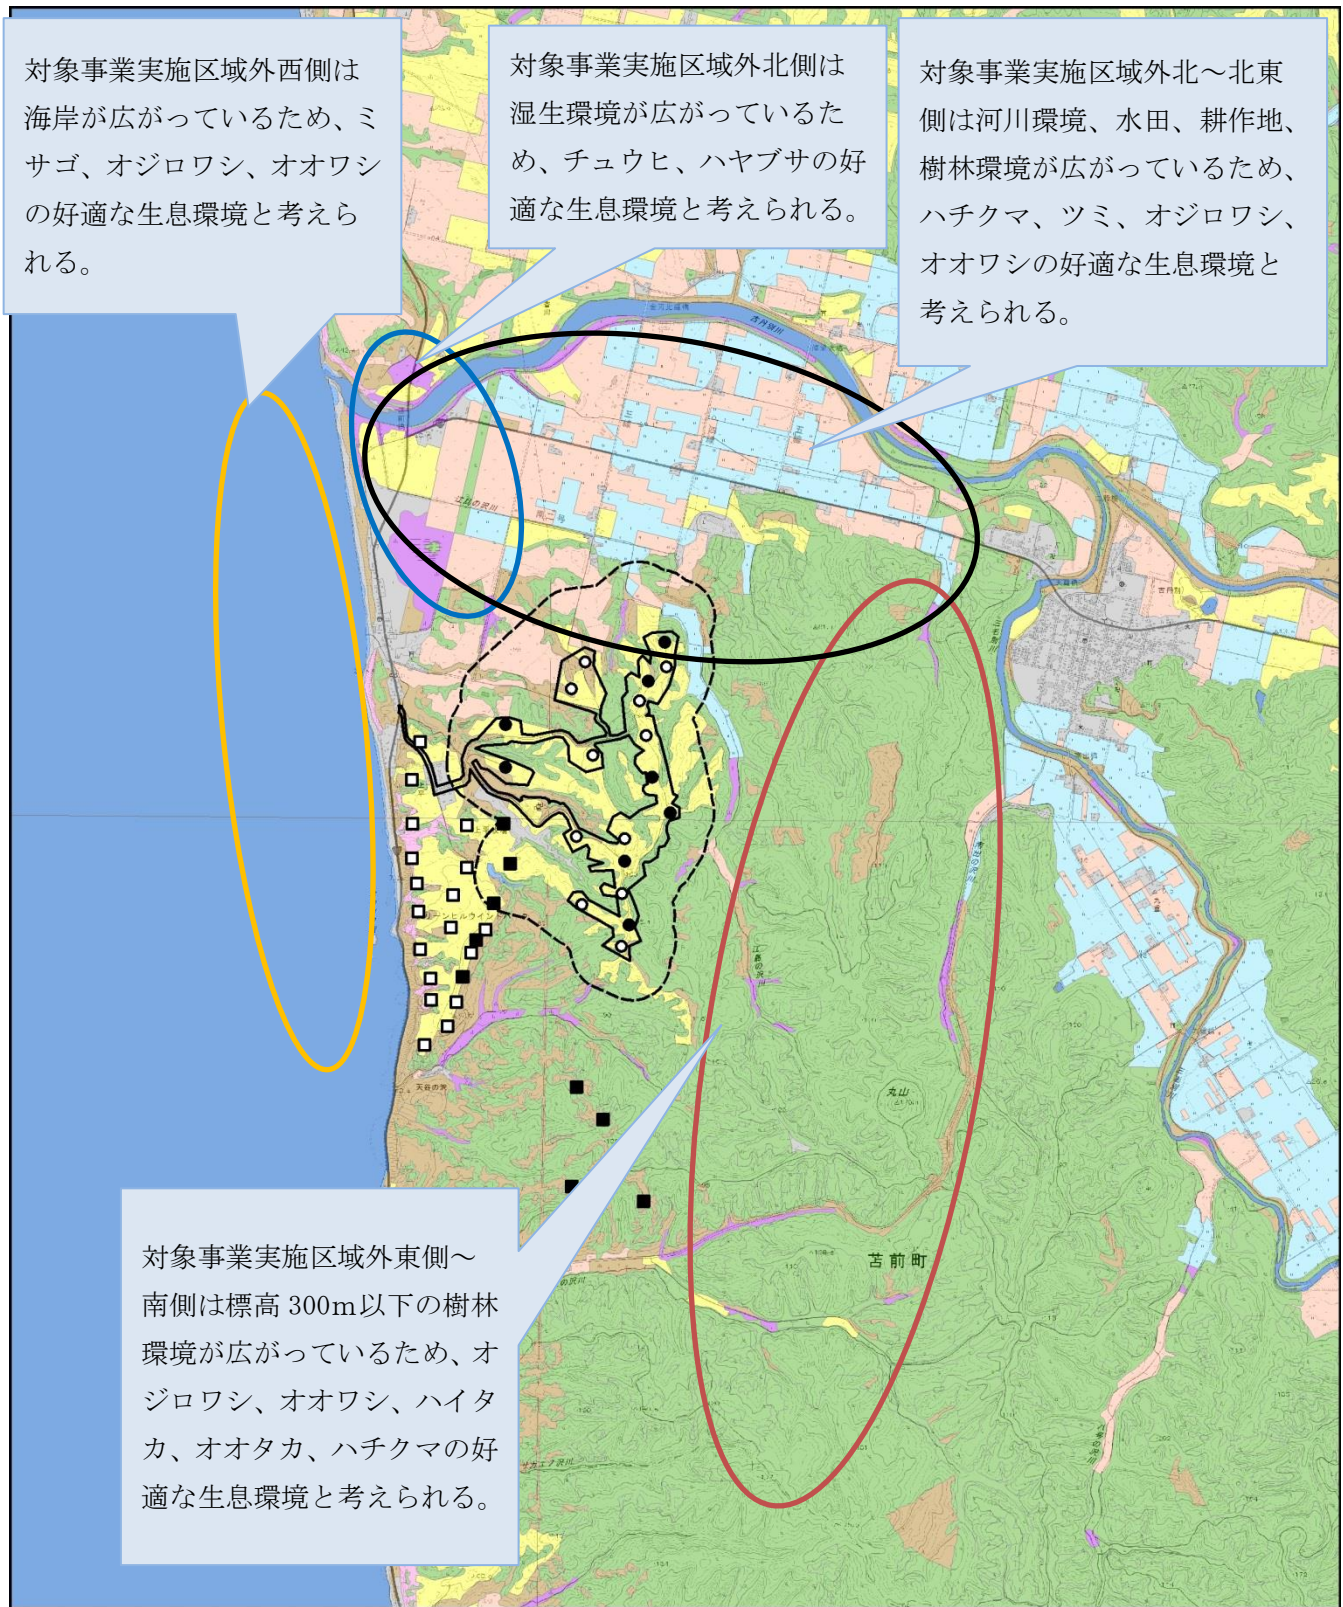 対象事業実施区域外西側は
海岸が広がっているため、ミ
サゴ、オジロワシ、オオワシ
の好適な生息環境と考えら
れる。
対象事業実施区域外北側は
湿生環境が広がっているた
め、チュウヒ、ハヤブサの好
適な生息環境と考えられる。
対象事業実施区域外北～北東
側は河川環境、水田、耕作地、
樹林環境が広がっているため、
ハチクマ、ツミ、オジロワシ、
オオワシの好適な生息環境と
考えられる。
古丹別川
丸山
苫前町
対象事業実施区域外東側～
南側は標高 300m以下の樹林
環境が広がっているため、オ
ジロワシ、オオワシ、ハイタ
カ、オオタカ、ハチクマの好
適な生息環境と考えられる。